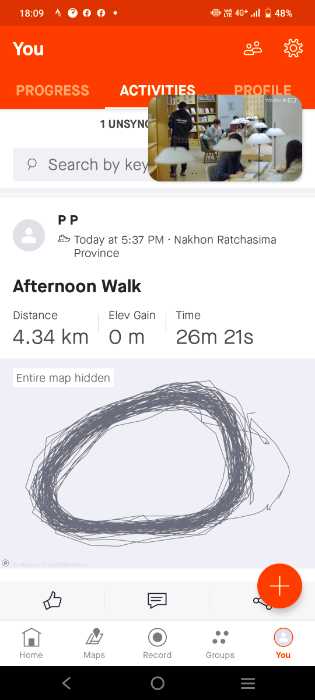 18:09
4G+
48%
You
PROGRESS
ACTIVITIES
PROFILE
1 UNSYNC
Search by key
P P
Today at 5:37 PM · Nakhon Ratchasima
Province
Afternoon Walk
Distance
Elev Gain
Time
4.34 km
0 m
26m 21s
Entire map hidden
Home
Maps
Record
Groups
You